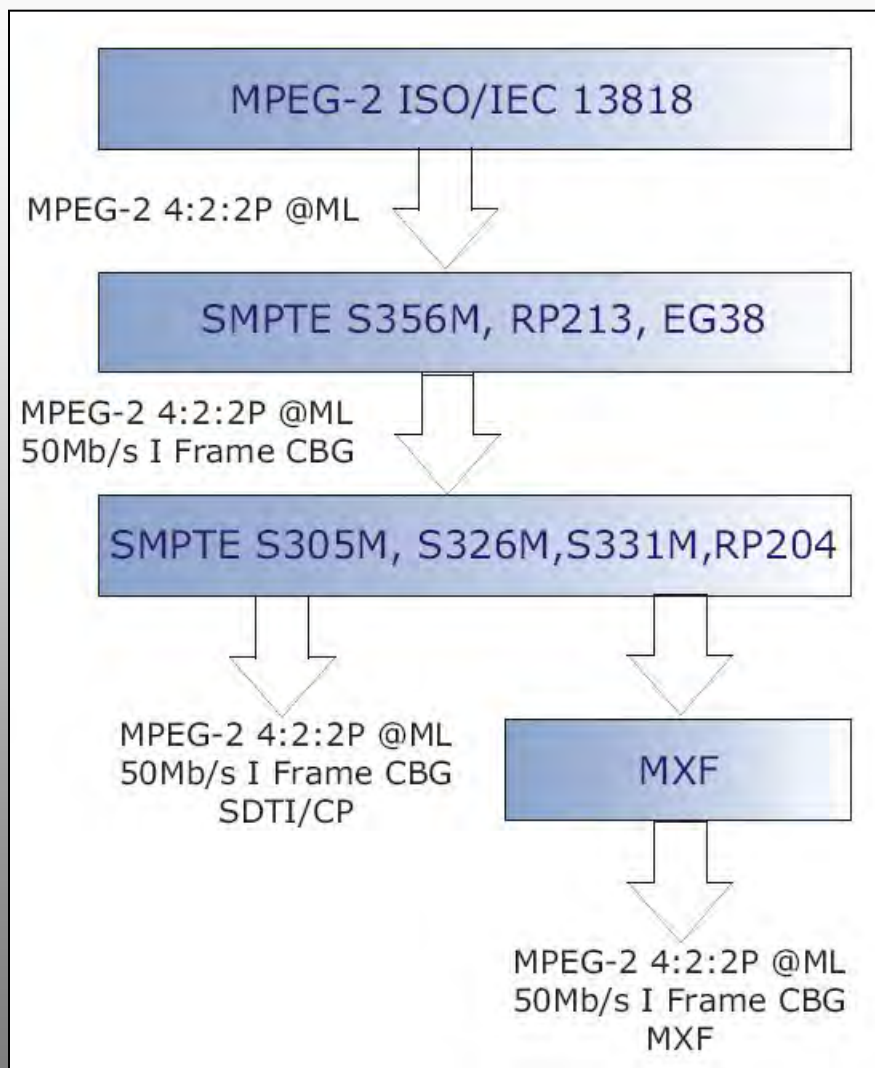 MPEG-2 ISO/IEC 13818
MPEG-2 4:2:2P @ML
SMPTE S356M, RP213, EG38
MPEG-2 4:2:2P @ML
50Mb/s I Frame CBG
SMPTE S305M, S326M,S331M,RP204
MPEG-2 4:2:2P @ML
50Mb/s I Frame CBG
SDTI/CP
MXF
MPEG-2 4:2:2P @ML
50Mb/s I Frame CBG
MXF